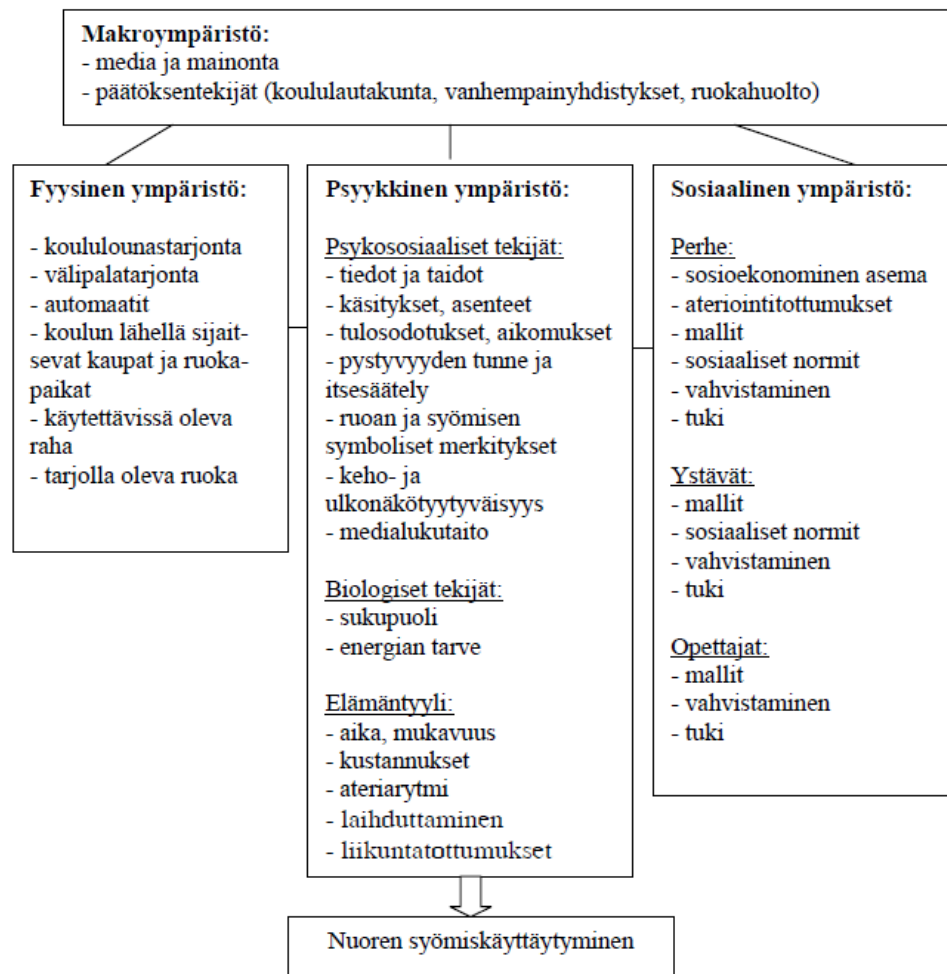 Makroympäristö:
- media ja mainonta
- päätöksentekijät (koululautakunta, vanhempainyhdistykset, ruokahuolto)
Fyysinen ympäristö:
- koululounastarjonta
- välipalatarjonta
- automaatit
- koulun lähellä sijait-
sevat kaupat ja ruoka-
paikat
- käytettävissä oleva
raha
- tarjolla oleva ruoka
Psyykkinen ympäristö:
Psykososiaaliset tekijät:
- tiedot ja taidot
- käsitykset, asenteet
- tulosodotukset, aikomukset
- pystyvyyden tunne ja
itsesäätely
- ruoan ja syömisen
symboliset merkitykset
- keho- ja
ulkonäkötyytyväisyys
- medialukutaito
Biologiset tekijät:
- sukupuoli
- energian tarve
Elämäntyyli:
- aika, mukavuus
- kustannukset
- ateriarytmi
- laihduttaminen
- liikuntatottumukset
Sosiaalinen ympäristö:
Perhe:
- sosioekonominen asema
- ateriointitottumukset
- mallit
- sosiaaliset normit
- vahvistaminen
- tuki
Ystävät:
- mallit
- sosiaaliset normit
- vahvistaminen
- tuki
Opettajat:
- mallit
- vahvistaminen
- tuki
Nuoren syömiskäyttäytyminen